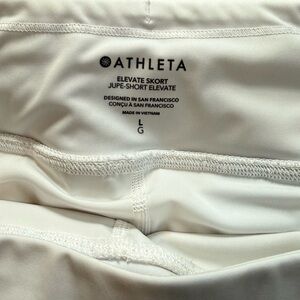 ATHLETA
ELEVATE SKORT
JUPE-SHORT ELEVATE
DESIGNED IN SAN FRANCISCO
CONÇU À SAN FRANCISCO
MADE IN VIETNAM
L
G